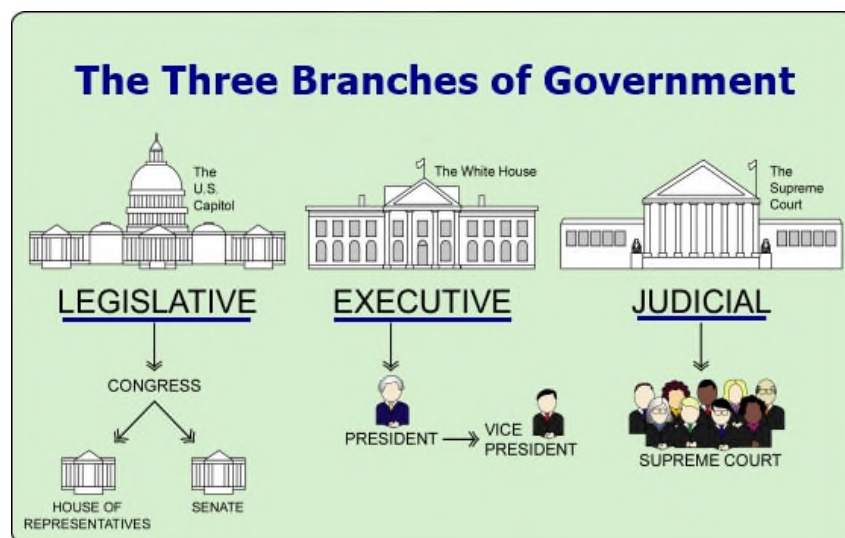 The Three Branches of Government
The
U.S.
Capitol
The White House
The
Supreme
Court
LEGISLATIVE
EXECUTIVE
JUDICIAL
CONGRESS
PRESIDENT
VICE
PRESIDENT
SUPREME COURT
HOUSE OF
REPRESENTATIVES
SENATE